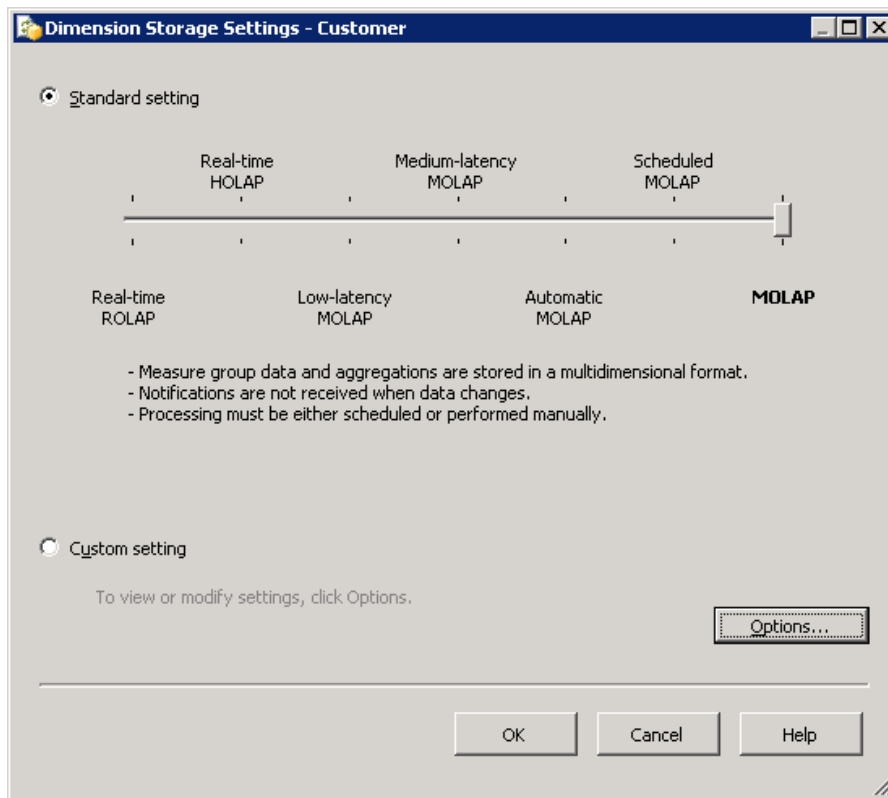 Dimension Storage Settings - Customer
Standard setting
Real-time HOLAP
Medium-latency MOLAP
Scheduled MOLAP
Real-time ROLAP
Low-latency MOLAP
Automatic MOLAP
MOLAP
- Measure group data and aggregations are stored in a multidimensional format.
- Notifications are not received when data changes.
- Processing must be either scheduled or performed manually.
Custom setting
To view or modify settings, click Options.
Options...
OK
Cancel
Help